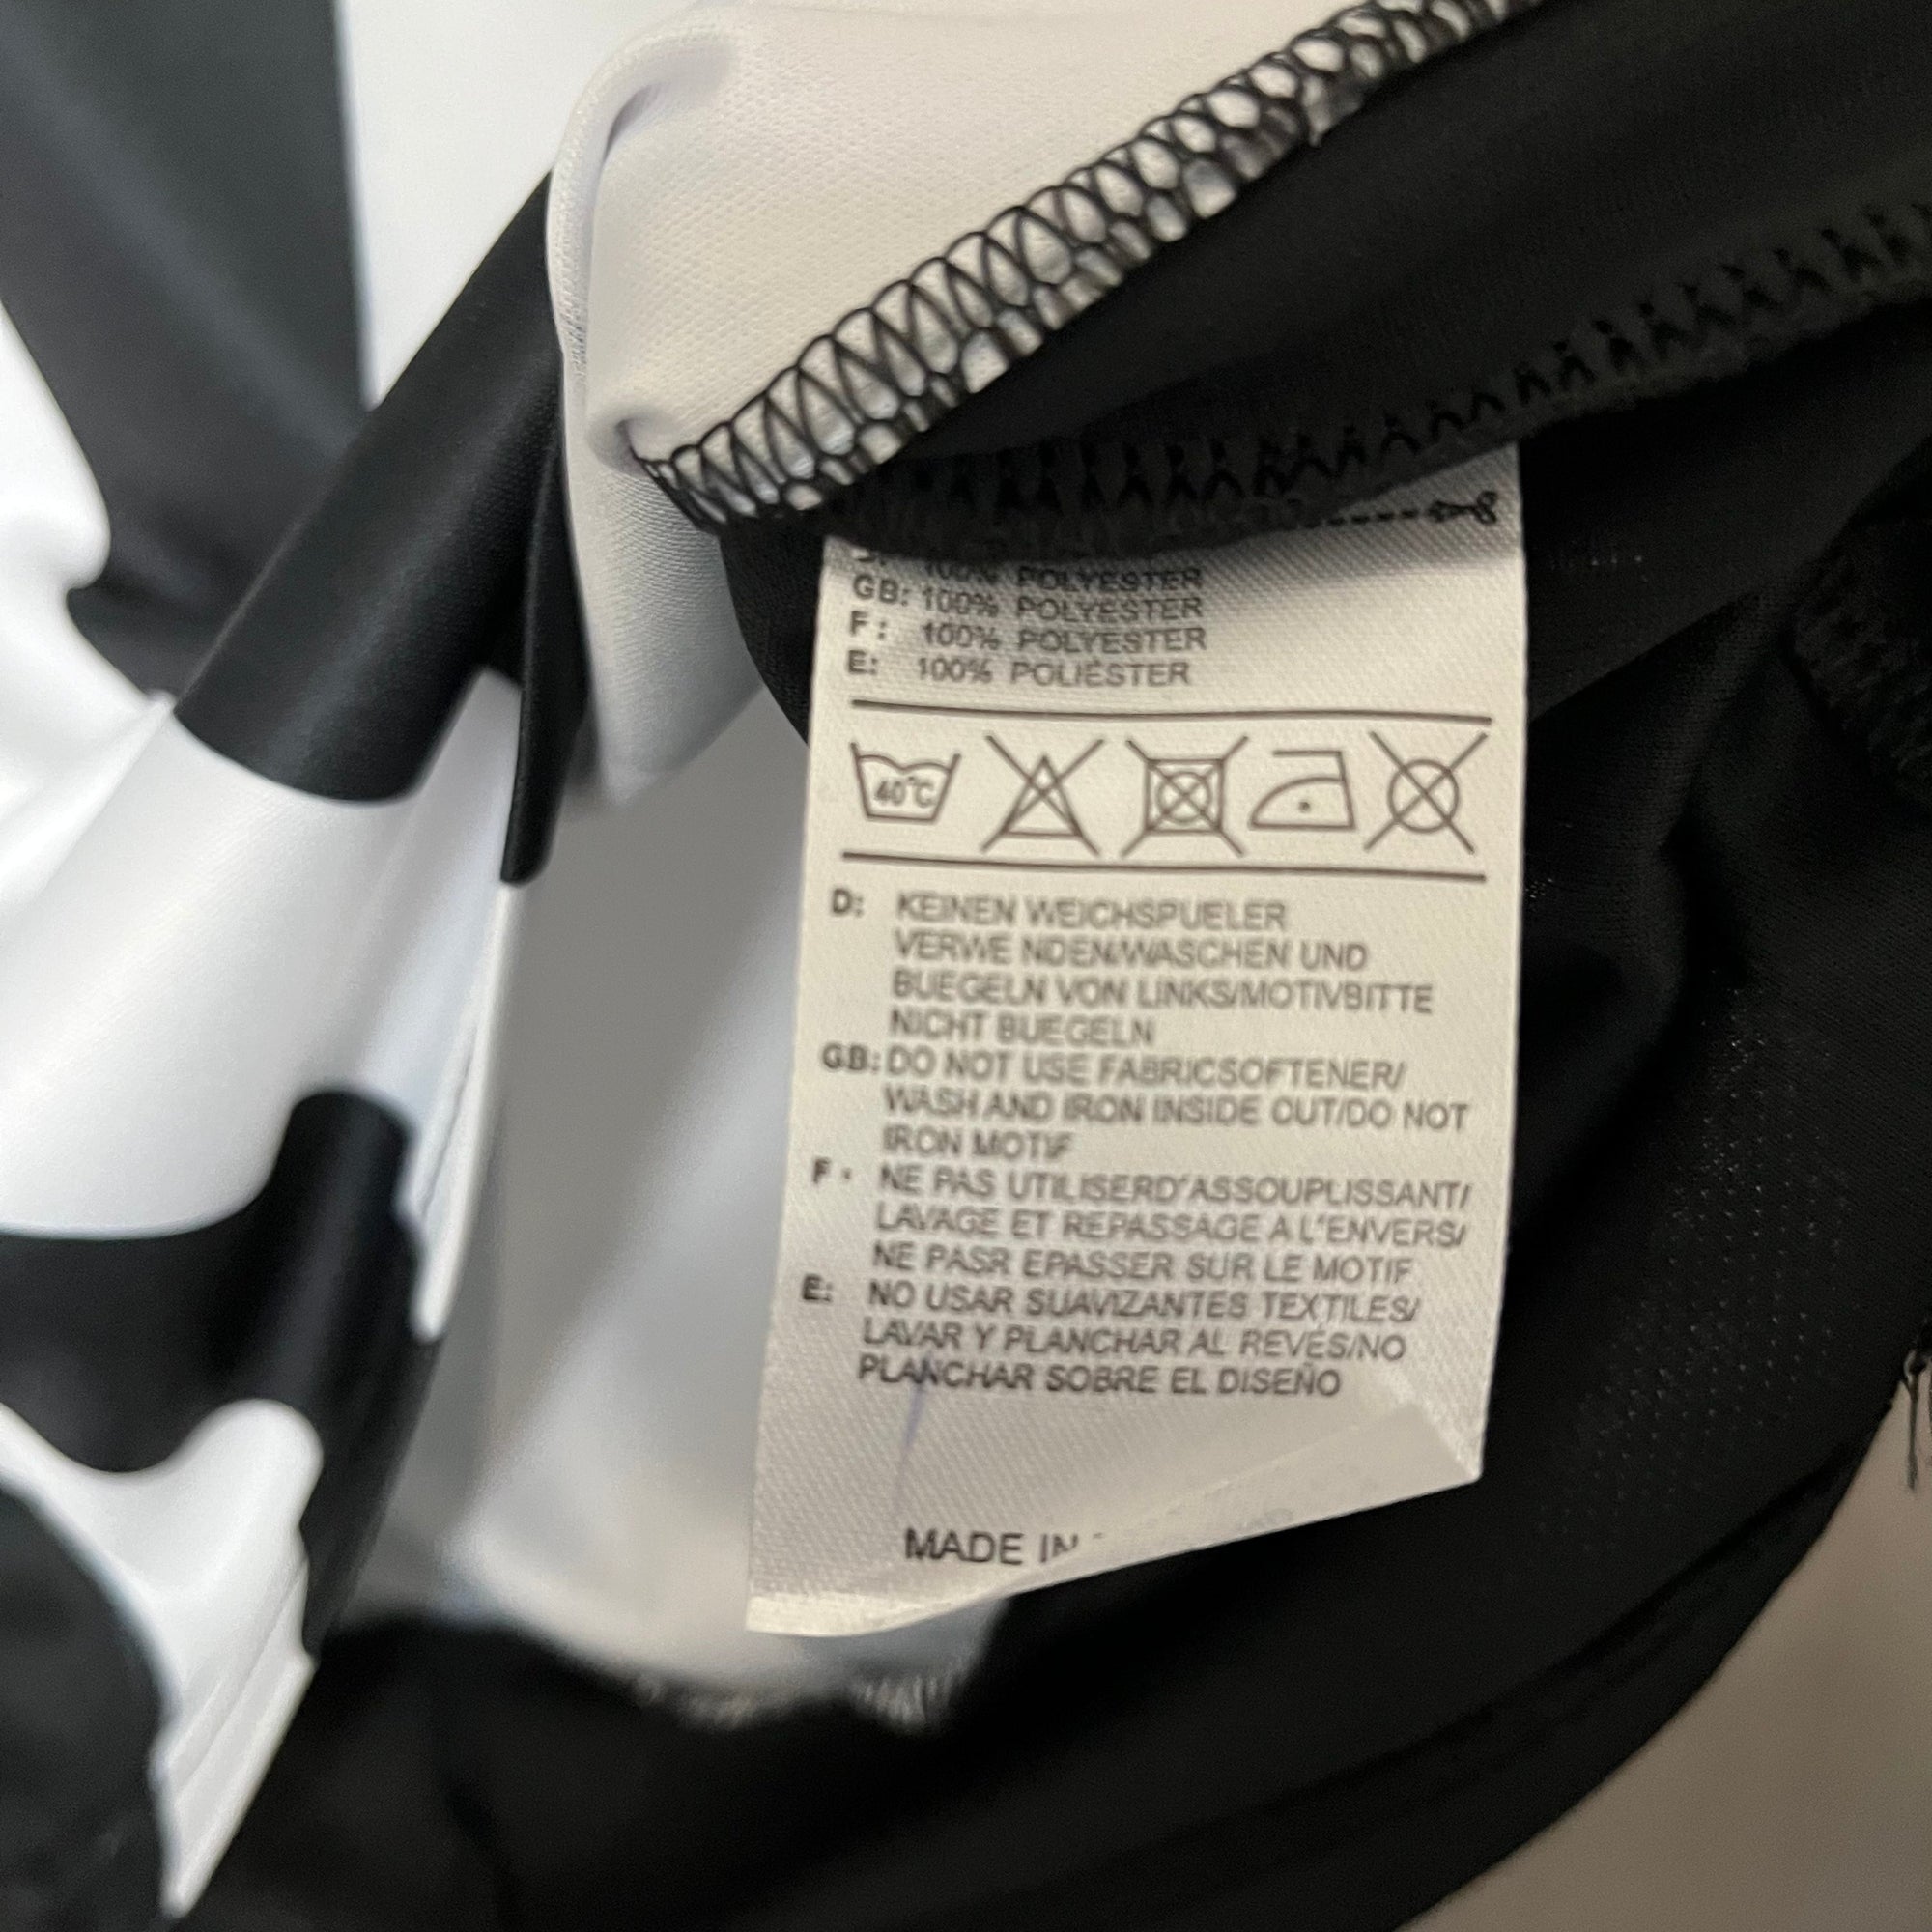 100% POLYESTER
GB: 100% POLYESTER
F: 100% POLYESTER
E: 100% POLIÉSTER
40°C
D: KEINEN WEICHSPUELER
VERWE NDEN/WASCHEN UND
BUEGELN VON LINKS/MOTIVBITTE
NICHT BUEGELN
GB: DO NOT USE FABRICSOFTENER/
WASH AND IRON INSIDE OUT/DO NOT
IRON MOTIF
F: NE PAS UTILISERD'ASSOUPLISSANT/
LAVAGE ET REPASSAGE A L'ENVERS/
NE PASR EPASSER SUR LE MOTIF
E: NO USAR SUAVIZANTES TEXTILES/
LAVAR Y PLANCHAR AL REVÉS/NO
PLANCHAR SOBRE EL DISEÑO
MADE IN